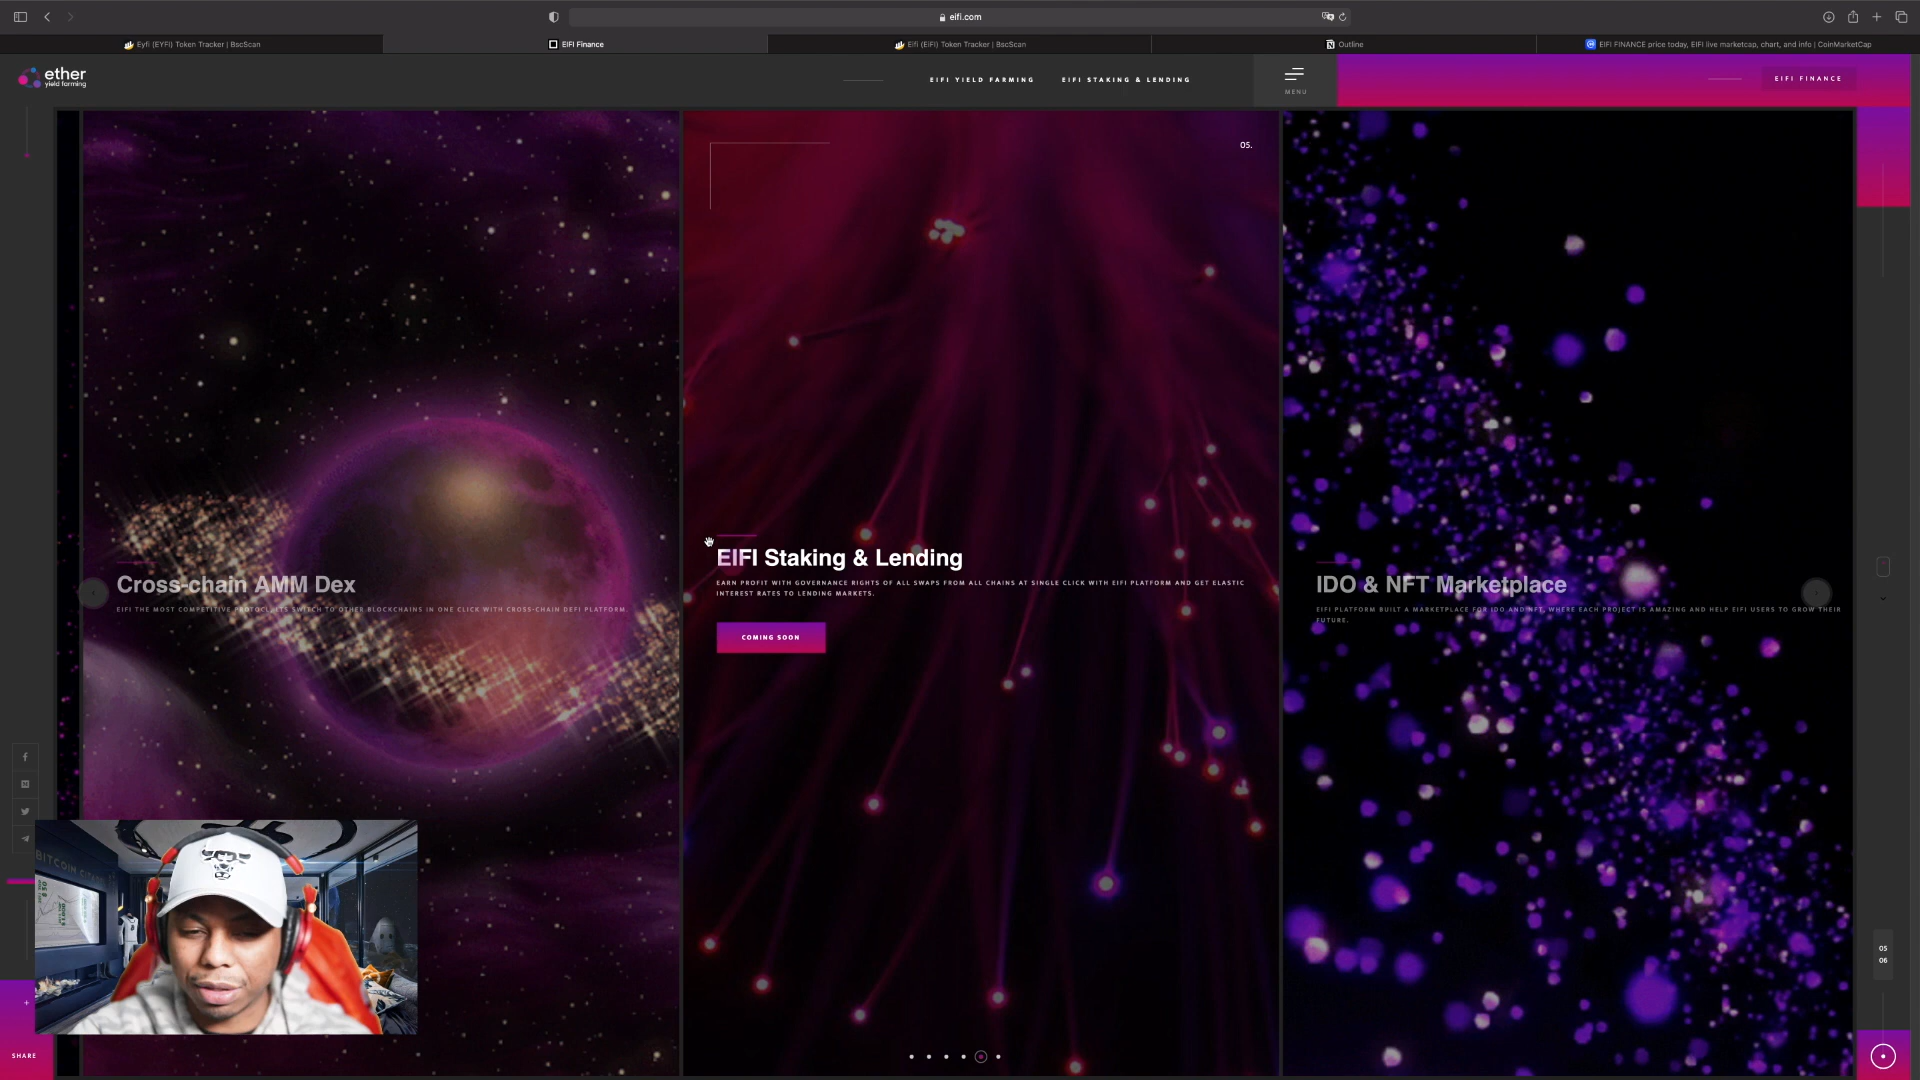 eifi.com
Eyfi (EYFI) Token Tracker | BscScan
EIFI Finance
Eifi (EIFI) Token Tracker | BscScan
Outline
EIFI FINANCE price today, EIFI live marketcap, chart, and info | CoinMarketCap
ether
yield farming
EIFI YIELD FARMING
EIFI STAKING & LENDING
MENU
EIFI FINANCE
05.
Cross-chain AMM Dex
EIFI THE MOST COMPETITIVE PROTOCL, ITS SWITCH TO OTHER BLOCKCHAINS IN ONE CLICK WITH CROSS-CHAIN DEFI PLATFORM.
EIFI Staking & Lending
EARN PROFIT WITH GOVERNANCE RIGHTS OF ALL SWAPS FROM ALL CHAINS AT SINGLE CLICK WITH EIFI PLATFORM AND GET ELASTIC
INTEREST RATES TO LENDING MARKETS.
COMING SOON
IDO & NFT Marketplace
EIFI PLATFORM BUILT A MARKETPLACE FOR IDO AND NFT, WHERE EACH PROJECT IS AMAZING AND HELP EIFI USERS TO GROW THEIR
FUTURE.
BITCOIN
05
06
SHARE